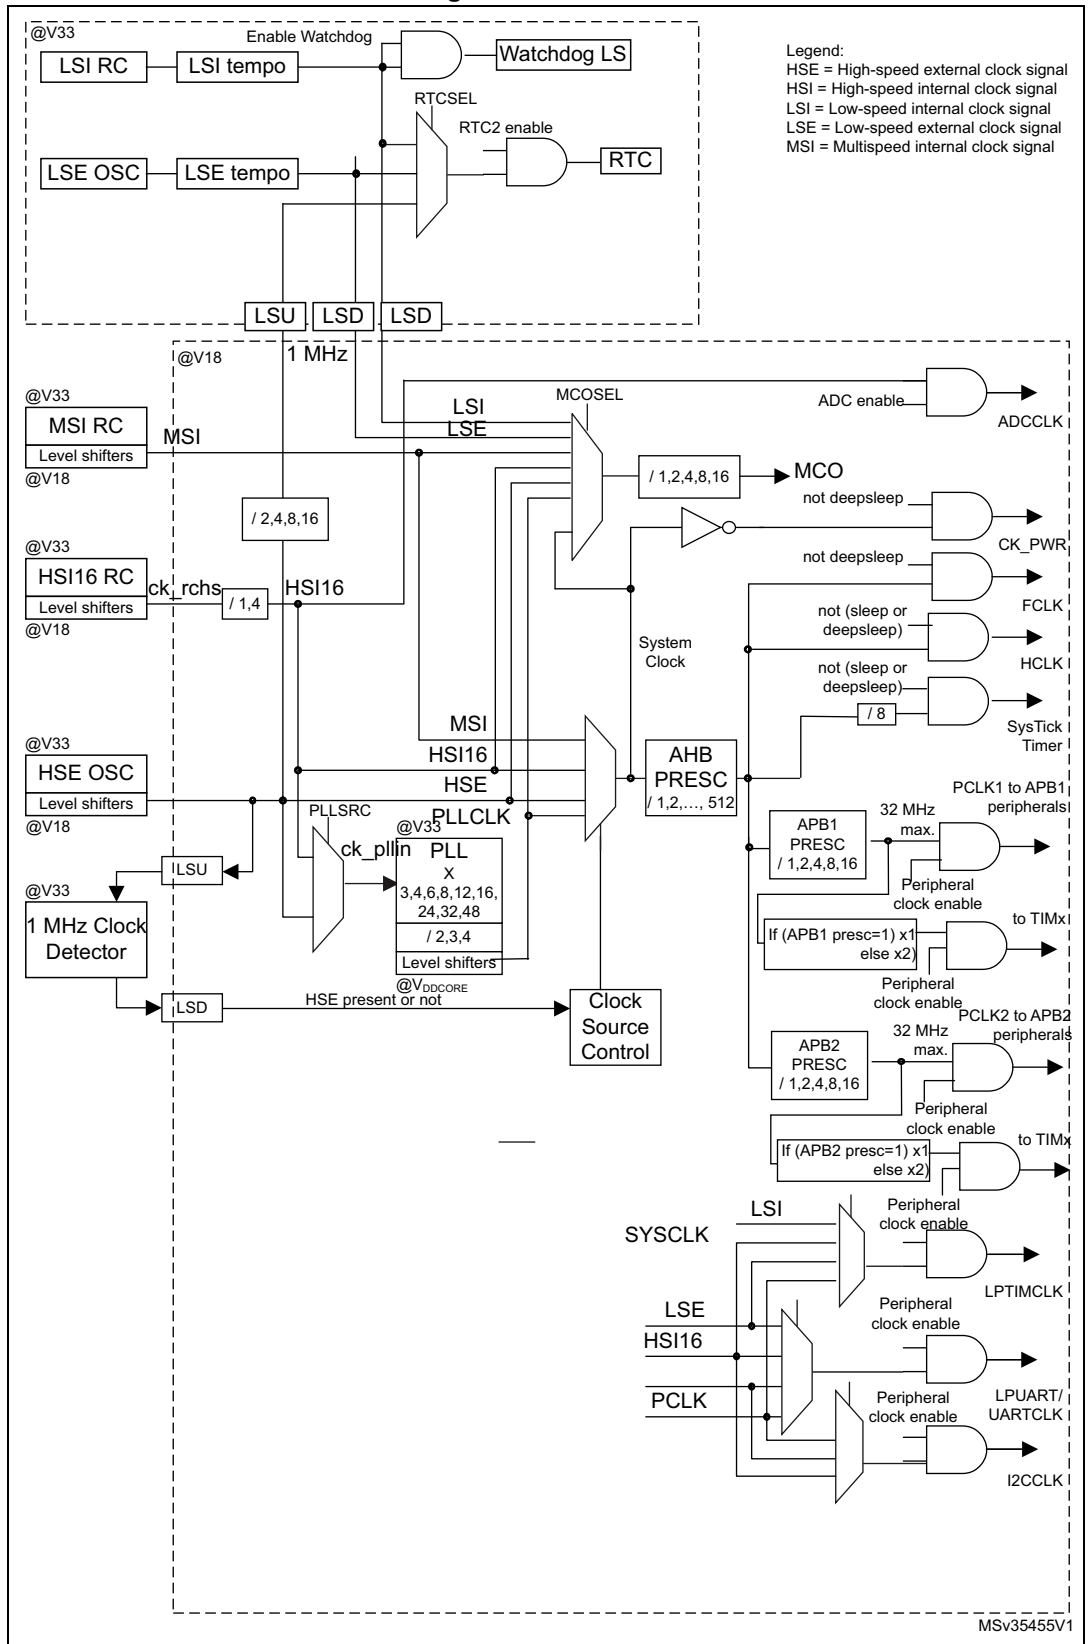 @V33
Enable Watchdog
LSI RC
LSI tempo
Watchdog LS
Legend:
HSE = High-speed external clock signal
HSI = High-speed internal clock signal
LSI = Low-speed internal clock signal
LSE = Low-speed external clock signal
MSI = Multispeed internal clock signal
RTCSEL
RTC2 enable
LSE OSC
LSE tempo
RTC
LSU
LSD
LSD
@V18
1 MHz
@V33
MSI RC
Level shifters
@V18
MSI
LSI
LSE
MCOSEL
ADC enable
ADCCLK
/ 1,2,4,8,16
MCO
/ 2,4,8,16
not deepsleep
CK_PWR
@V33
HSI16 RC
Level shifters
@V18
ck_rchs
/ 1,4
HSI16
not deepsleep
FCLK
not (sleep or
deepsleep)
HCLK
System
Clock
not (sleep or
deepsleep)
/ 8
SysTick
Timer
@V33
HSE OSC
Level shifters
@V18
MSI
HSI16
HSE
PLLCLK
AHB
PRESC
/ 1,2,..., 512
PCLK1 to APB1
peripherals
32 MHz
max.
APB1
PRESC
/ 1,2,4,8,16
Peripheral
clock enable
PLLSRC
ck_pllin
@V33
PLL
X
3,4,6,8,12,16,
24,32,48
/ 2,3,4
Level shifters
@VDDCORE
LSU
@V33
1 MHz Clock
Detector
LSD
HSE present or not
Clock
Source
Control
If (APB1 presc=1) x1
else x2)
to TIMx
Peripheral
clock enable
PCLK2 to APB2
peripherals
32 MHz
max.
APB2
PRESC
/ 1,2,4,8,16
Peripheral
clock enable
If (APB2 presc=1) x1
else x2)
to TIMx
Peripheral
clock enable
LSI
SYSCLK
LPTIMCLK
LSE
HSI16
PCLK
Peripheral
clock enable
LPUART/
UARTCLK
Peripheral
clock enable
I2CCLK
MSv35455V1